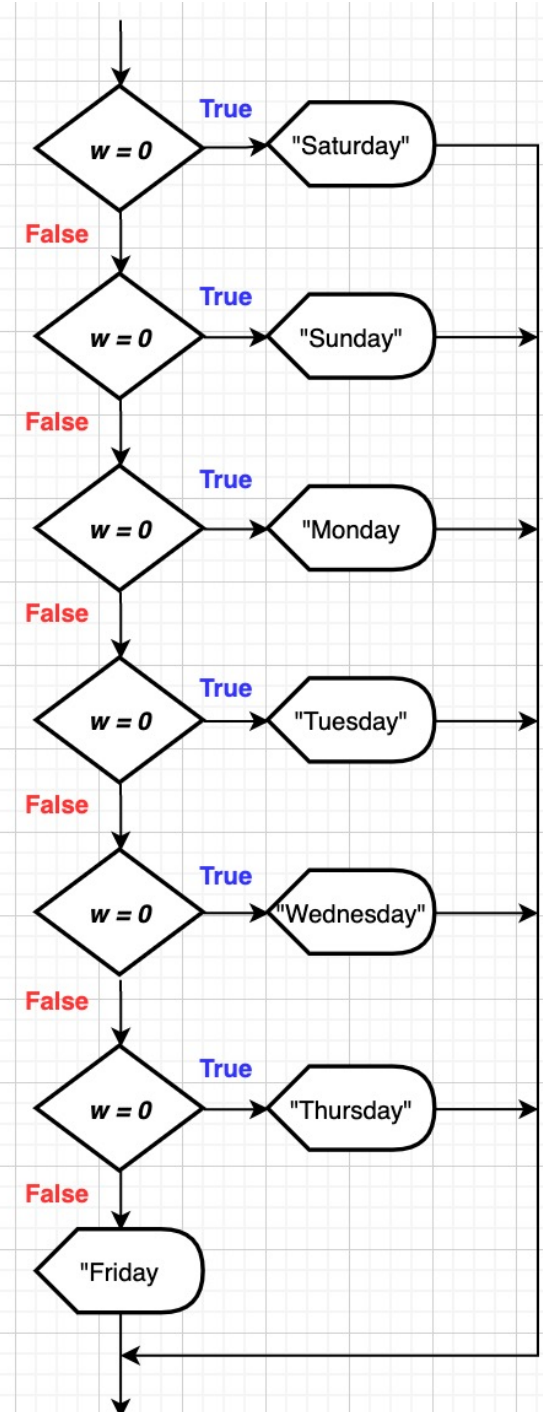 True
w = 0
"Saturday"
False
True
w = 0
"Sunday"
False
True
w = 0
"Monday
False
True
w = 0
"Tuesday"
False
True
w = 0
"Wednesday"
False
True
w = 0
"Thursday"
False
"Friday